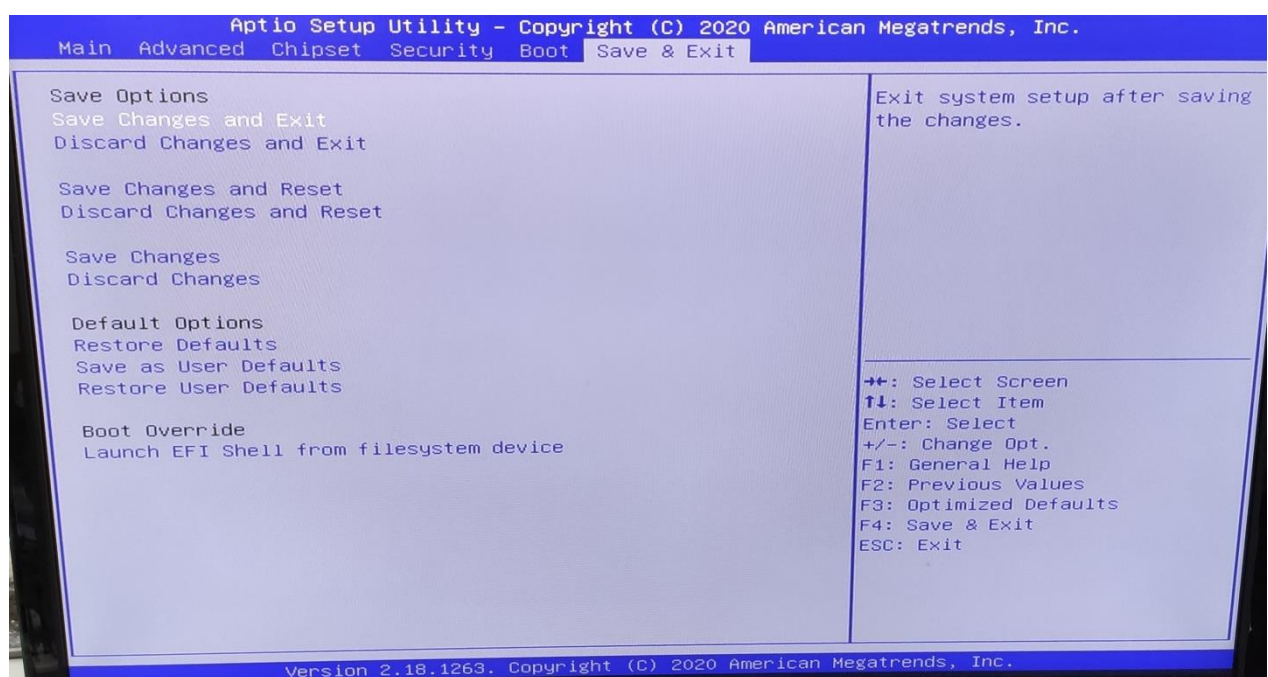 Aptio Setup Utility – Copyright (C) 2020 American Megatrends, Inc.
Main Advanced Chipset Security Boot Save & Exit
Save Options
Save Changes and Exit
Discard Changes and Exit
Save Changes and Reset
Discard Changes and Reset
Save Changes
Discard Changes
Default Options
Restore Defaults
Save as User Defaults
Restore User Defaults
Boot Override
Launch EFI Shell from filesystem device
Exit system setup after saving
the changes.
→←: Select Screen
↑↓: Select Item
Enter: Select
+/-: Change Opt.
F1: General Help
F2: Previous Values
F3: Optimized Defaults
F4: Save & Exit
ESC: Exit
Version 2.18.1263. Copyright (C) 2020 American Megatrends, Inc.